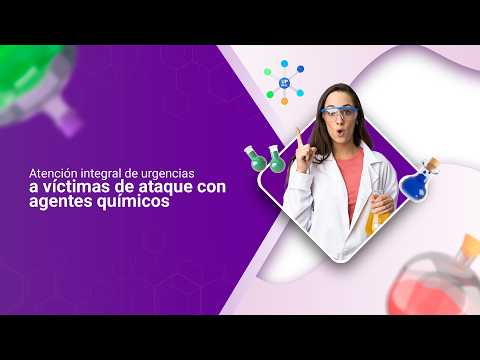 Atención integral de urgencias
a víctimas de ataque con
agentes químicos